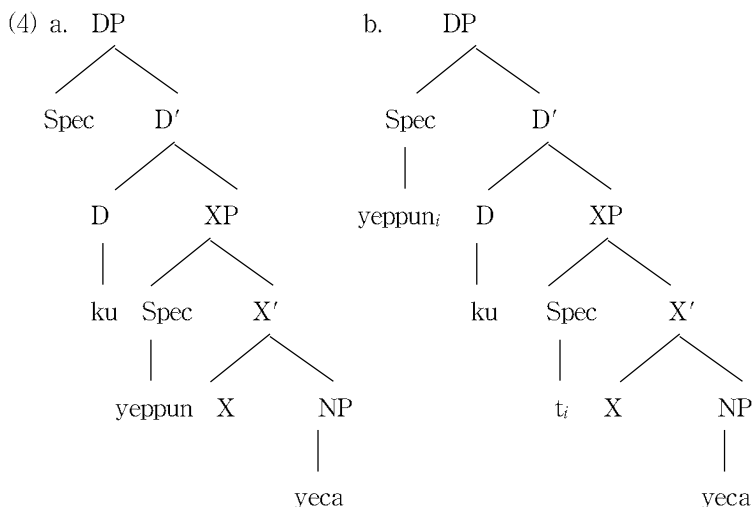 (4) a. DP b. DP
Spec D′ Spec D′
D XP yeppunᵢ D XP
ku Spec X′ ku Spec X′
yeppun X NP tᵢ X NP
yeca yeca